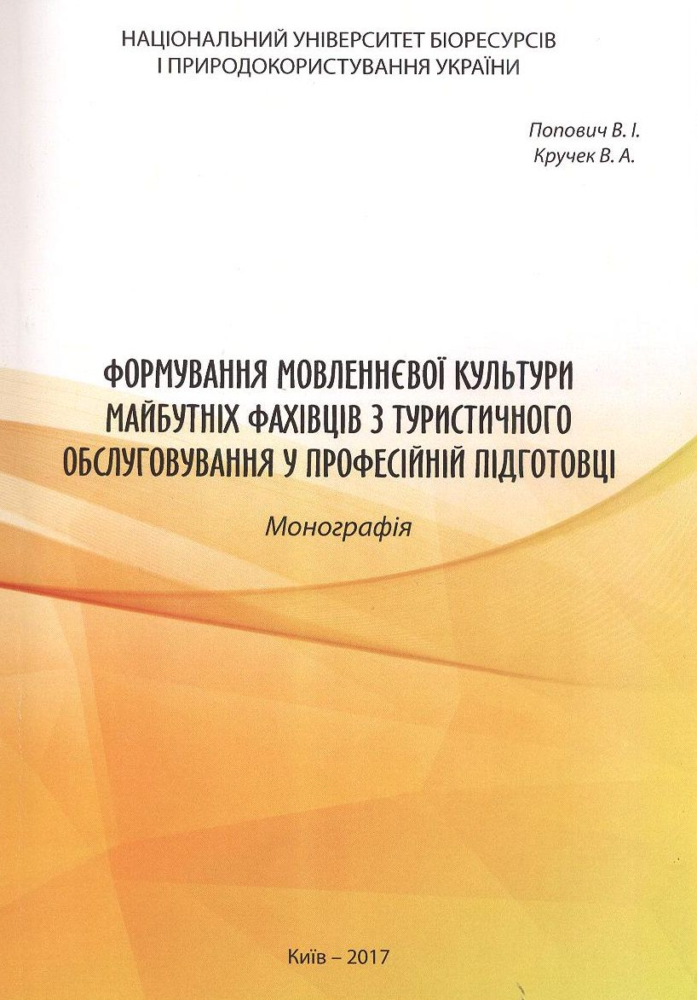 НАЦІОНАЛЬНИЙ УНІВЕРСИТЕТ БІОРЕСУРСІВ
І ПРИРОДОКОРИСТУВАННЯ УКРАЇНИ
Попович В. І.
Кручек В. А.
ФОРМУВАННЯ МОВЛЕННЄВОЇ КУЛЬТУРИ
МАЙБУТНІХ ФАХІВЦІВ З ТУРИСТИЧНОГО
ОБСЛУГОВУВАННЯ У ПРОФЕСІЙНІЙ ПІДГОТОВЦІ
Монографія
Київ – 2017